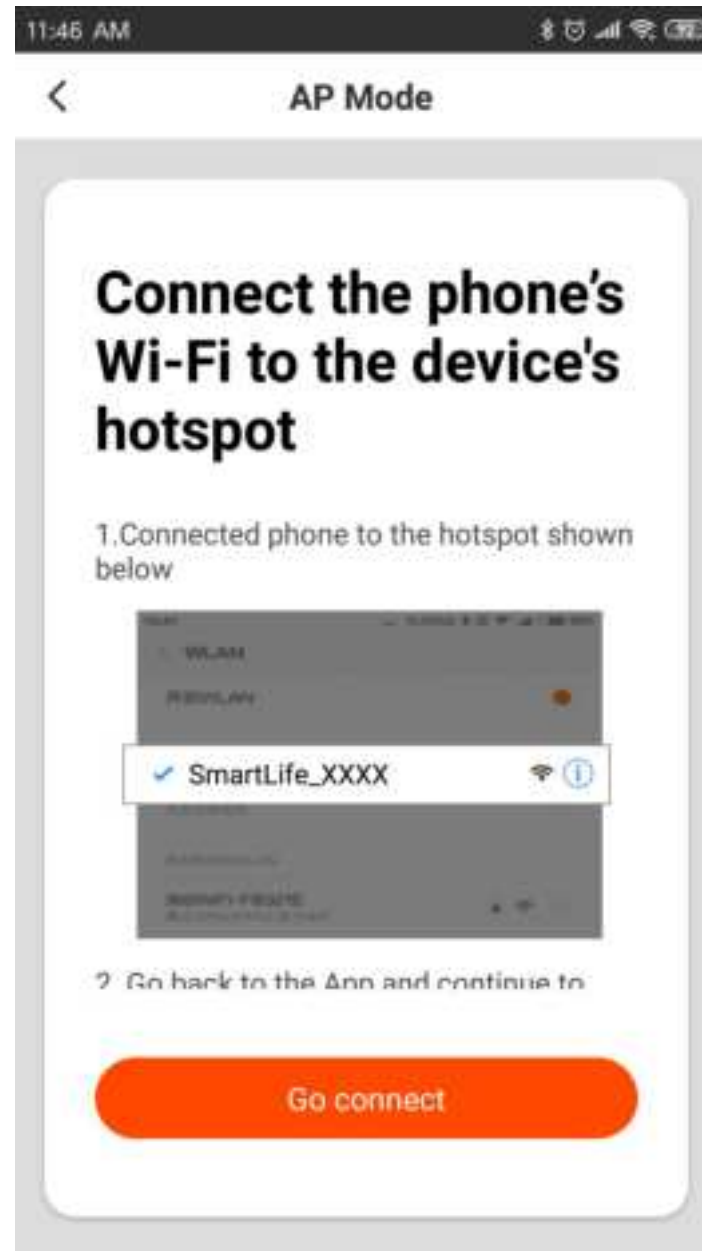 11:46 AM
AP Mode
Connect the phone’s
Wi-Fi to the device's
hotspot
1.Connected phone to the hotspot shown
below
WLAN
SmartLife_XXXX
2. Go back to the App and continue to
Go connect